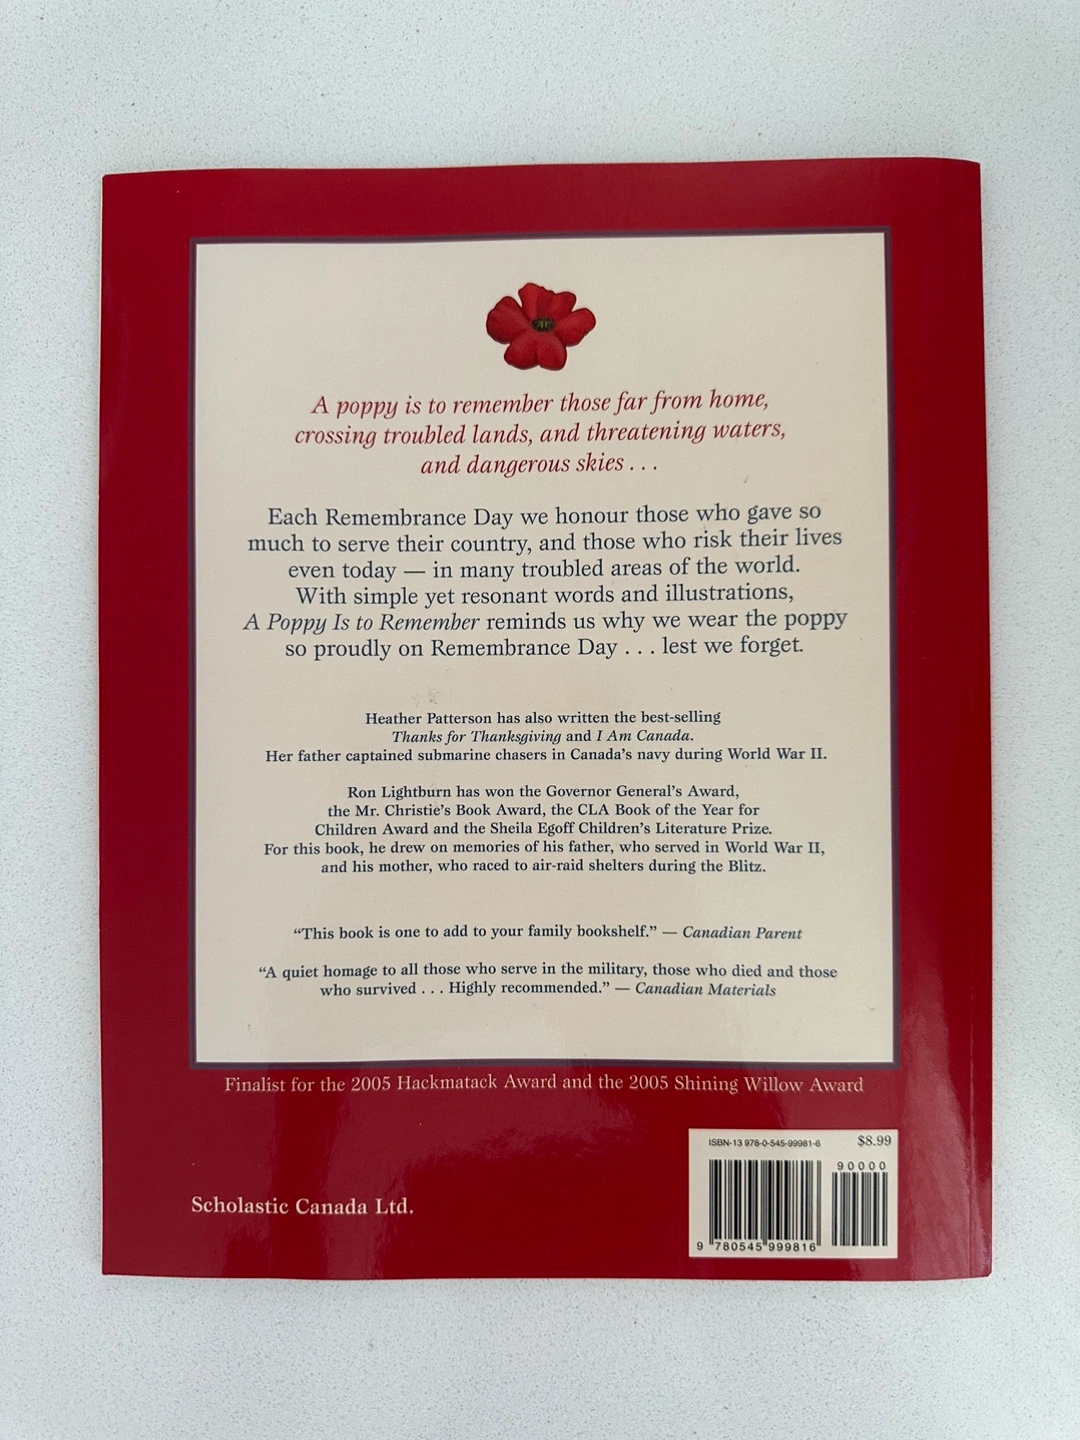 A poppy is to remember those far from home,
crossing troubled lands, and threatening waters,
and dangerous skies . . .
Each Remembrance Day we honour those who gave so
much to serve their country, and those who risk their lives
even today — in many troubled areas of the world.
With simple yet resonant words and illustrations,
A Poppy Is to Remember reminds us why we wear the poppy
so proudly on Remembrance Day . . . lest we forget.
Heather Patterson has also written the best-selling
Thanks for Thanksgiving and I Am Canada.
Her father captained submarine chasers in Canada’s navy during World War II.
Ron Lightburn has won the Governor General’s Award,
the Mr. Christie’s Book Award, the CLA Book of the Year for
Children Award and the Sheila Egoff Children’s Literature Prize.
For this book, he drew on memories of his father, who served in World War II,
and his mother, who raced to air-raid shelters during the Blitz.
“This book is one to add to your family bookshelf.” — Canadian Parent
“A quiet homage to all those who serve in the military, those who died and those
who survived . . . Highly recommended.” — Canadian Materials
Finalist for the 2005 Hackmatack Award and the 2005 Shining Willow Award
ISBN-13 978-0-545-99981-6 $8.99
90000
9 780545 999816
Scholastic Canada Ltd.